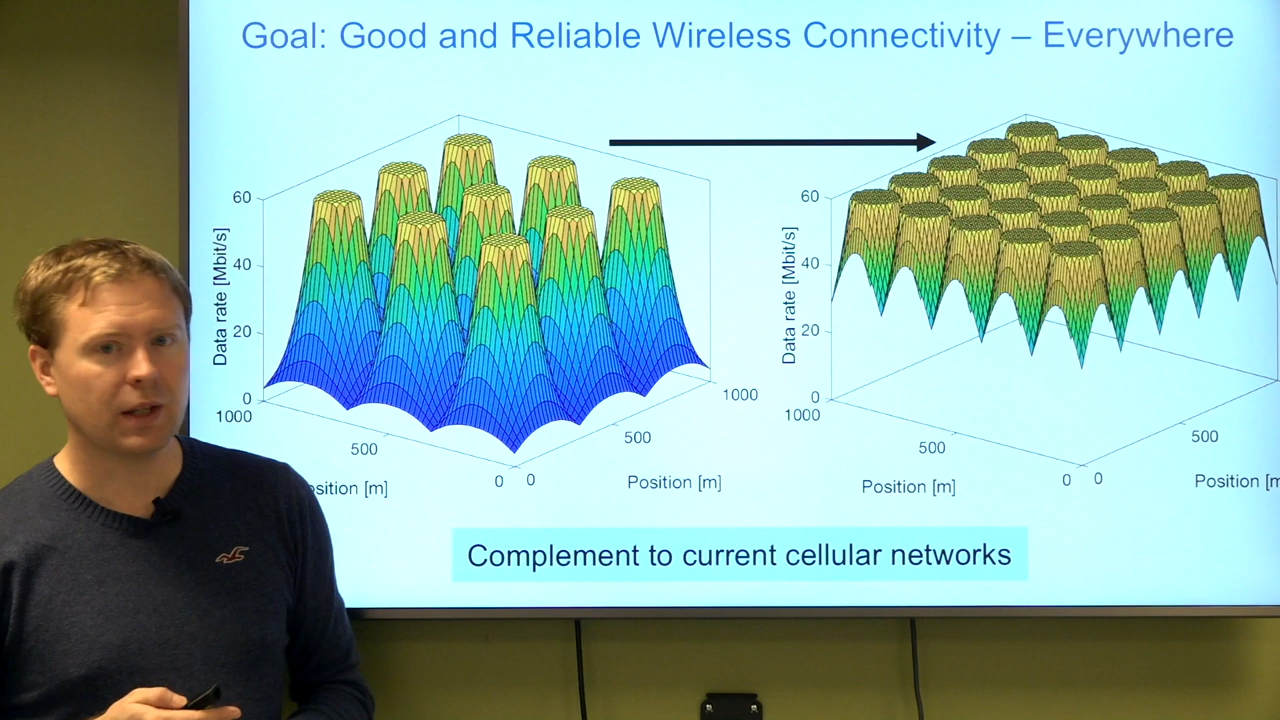 Goal: Good and Reliable Wireless Connectivity – Everywhere
60
40
20
0
Data rate [Mbit/s]
1000
500
0
osition [m]
0
500
1000
Position [m]
60
40
20
0
Data rate [Mbit/s]
1000
500
0
Position [m]
0
500
Position [m
Complement to current cellular networks